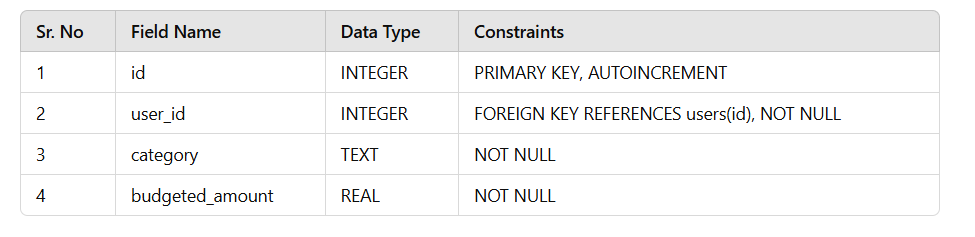 Sr. No Field Name Data Type Constraints
1 id INTEGER PRIMARY KEY, AUTOINCREMENT
2 user_id INTEGER FOREIGN KEY REFERENCES users(id), NOT NULL
3 category TEXT NOT NULL
4 budgeted_amount REAL NOT NULL